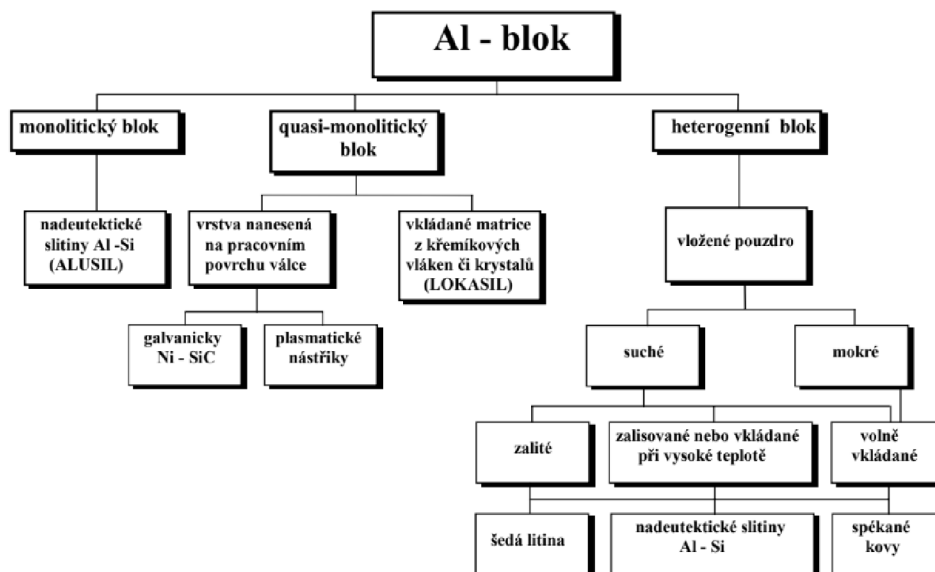 Al - blok
monolitický blok
quasi-monolitický
blok
heterogenní blok
nadeutektické
slitiny Al -Si
(ALUSIL)
vrstva nanesená
na pracovním
povrchu válce
vkládané matrice
z křemíkových
vláken či krystalů
(LOKASIL)
vložené pouzdro
galvanicky
Ni - SiC
plasmatické
nástřiky
suché
mokré
zalité
zalisované nebo vkládané
při vysoké teplotě
volně
vkládané
šedá litina
nadeutektické slitiny
Al - Si
spékané
kovy